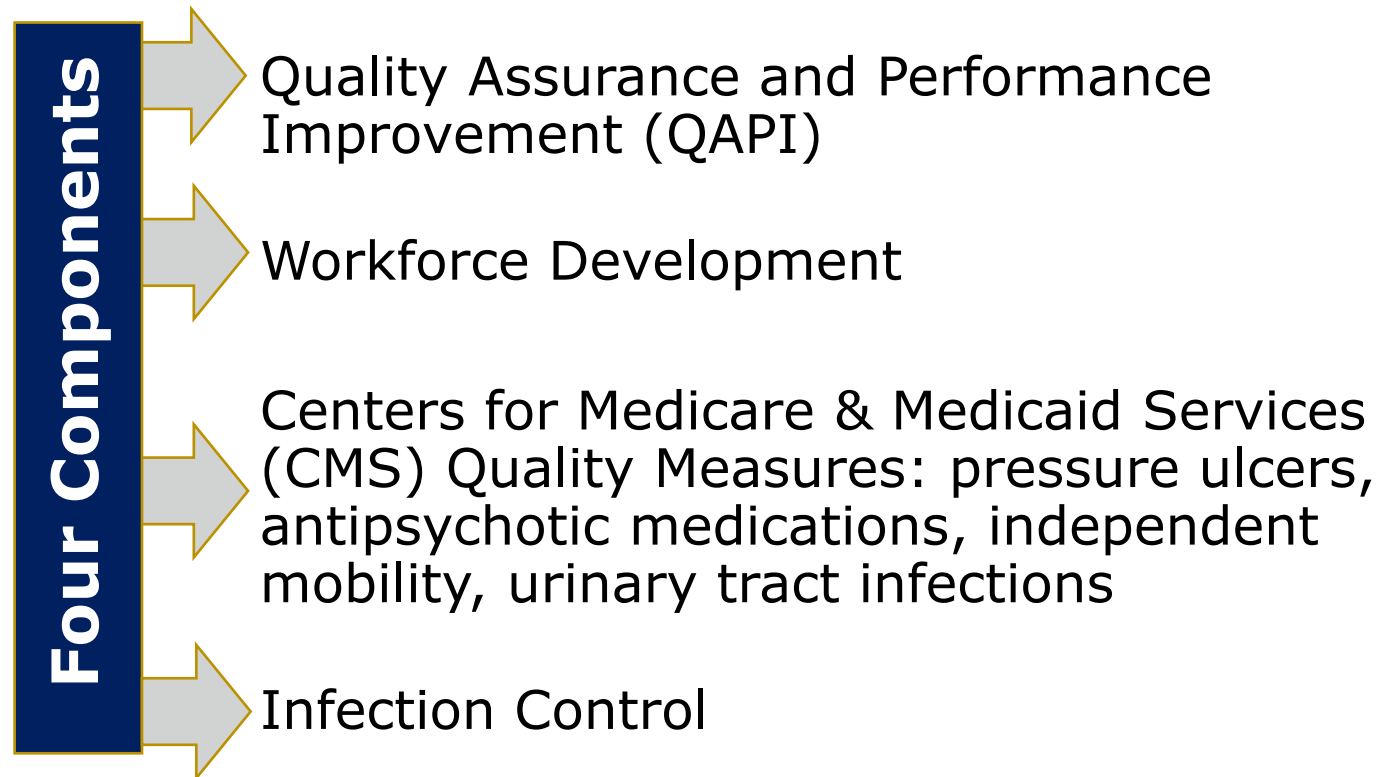 Four Components
Quality Assurance and Performance
Improvement (QAPI)
Workforce Development
Centers for Medicare & Medicaid Services
(CMS) Quality Measures: pressure ulcers,
antipsychotic medications, independent
mobility, urinary tract infections
Infection Control